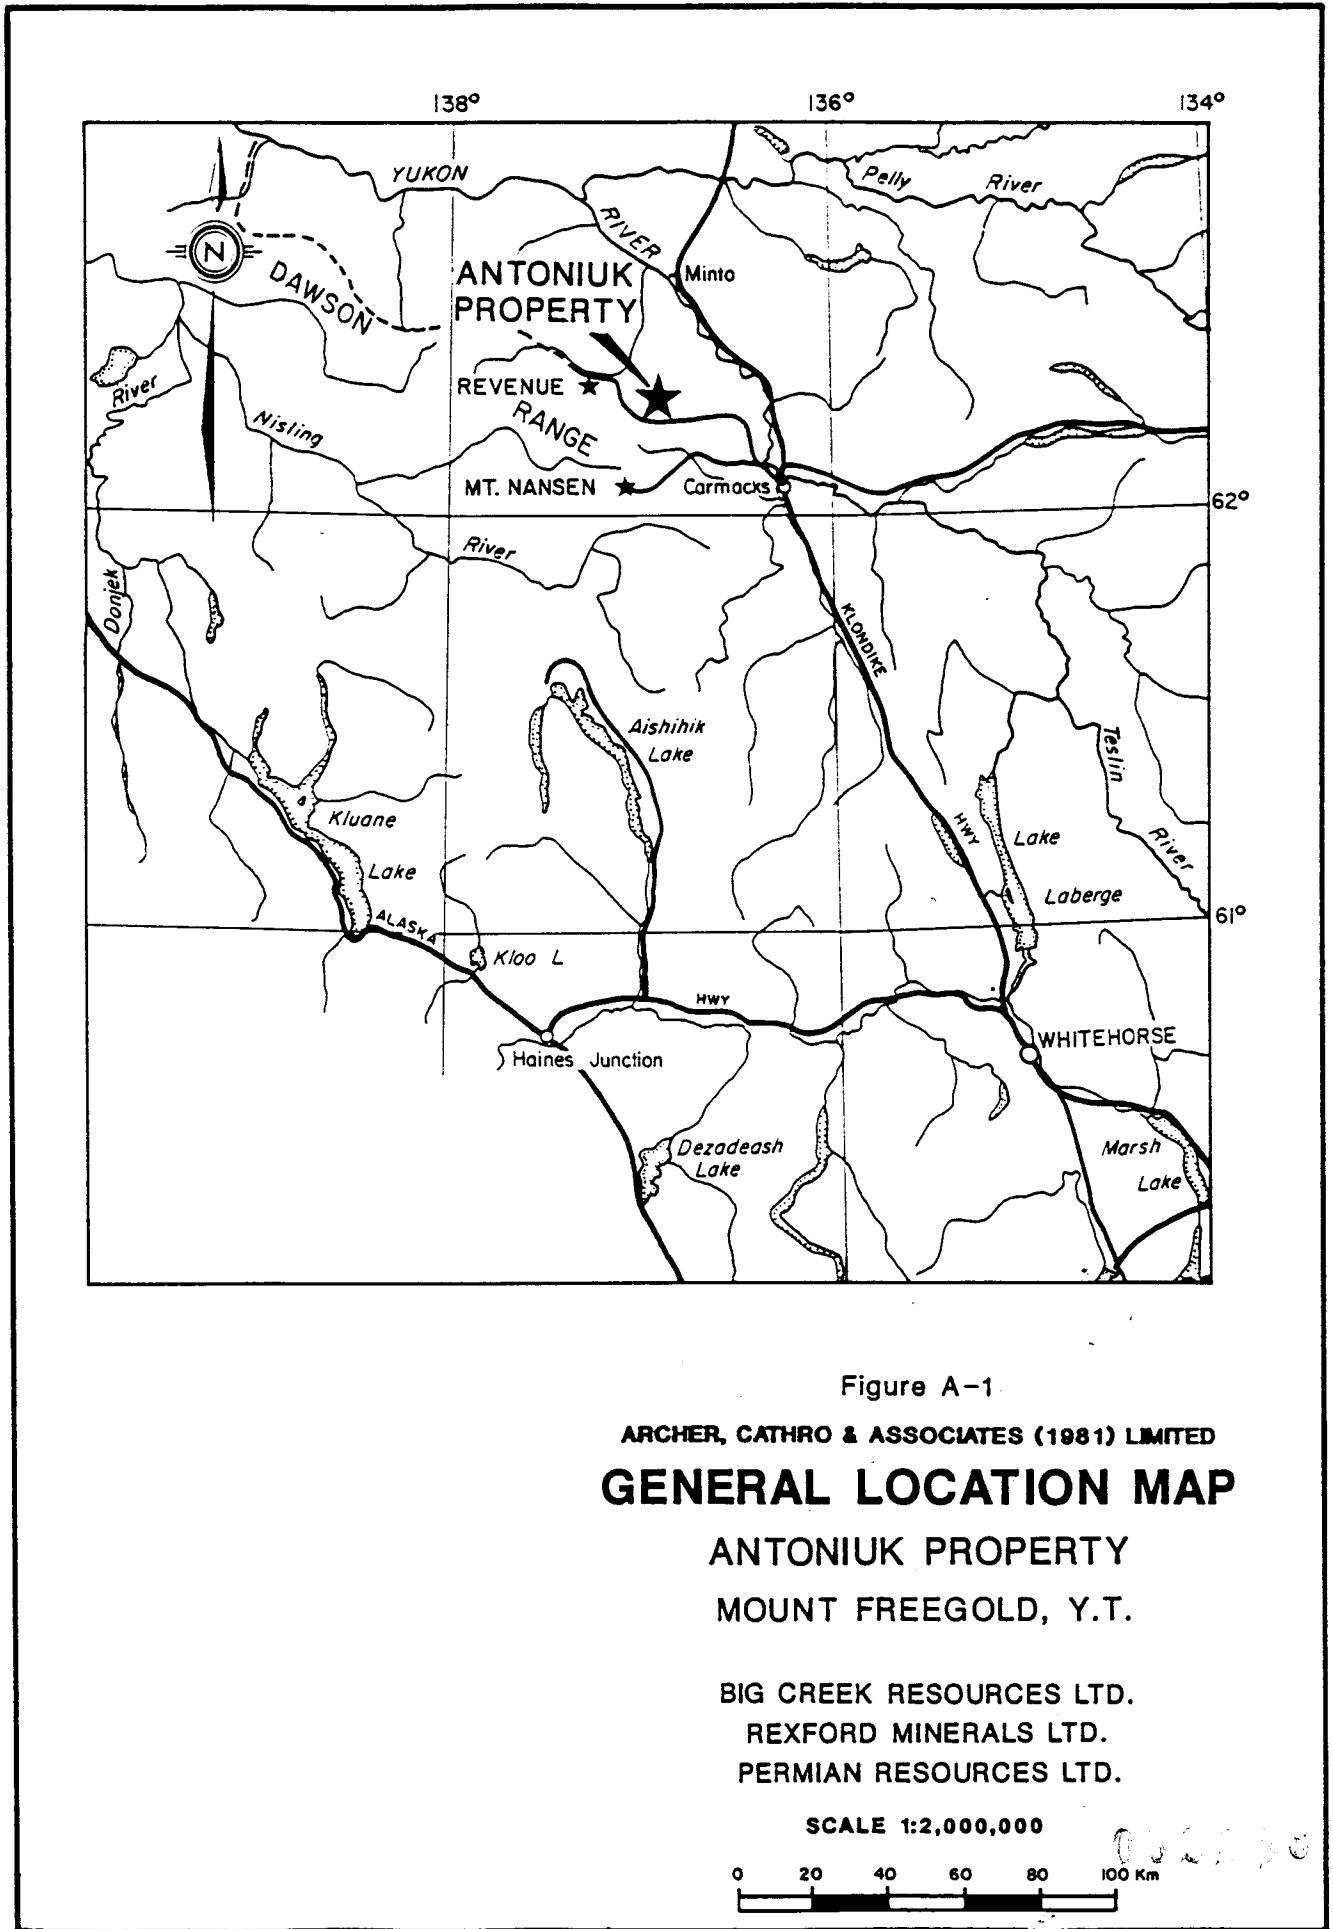 138° 136° 134°
YUKON
RIVER
Pelly River
N
DAWSON
ANTONIUK
PROPERTY
Minto
River
REVENUE
RANGE
Nisling
MT. NANSEN
Carmacks
62°
River
Donjek
KLONDIKE
Aishihik
Lake
Teslin
Kluane
HWY
Lake
River
Lake
Laberge
ALASKA
61°
Kloo L
HWY
WHITEHORSE
Haines Junction
Dezadeash
Lake
Marsh
Lake
Figure A-1
ARCHER, CATHRO & ASSOCIATES (1981) LIMITED
GENERAL LOCATION MAP
ANTONIUK PROPERTY
MOUNT FREEGOLD, Y.T.
BIG CREEK RESOURCES LTD.
REXFORD MINERALS LTD.
PERMIAN RESOURCES LTD.
SCALE 1:2,000,000
0 20 40 60 80 100 Km